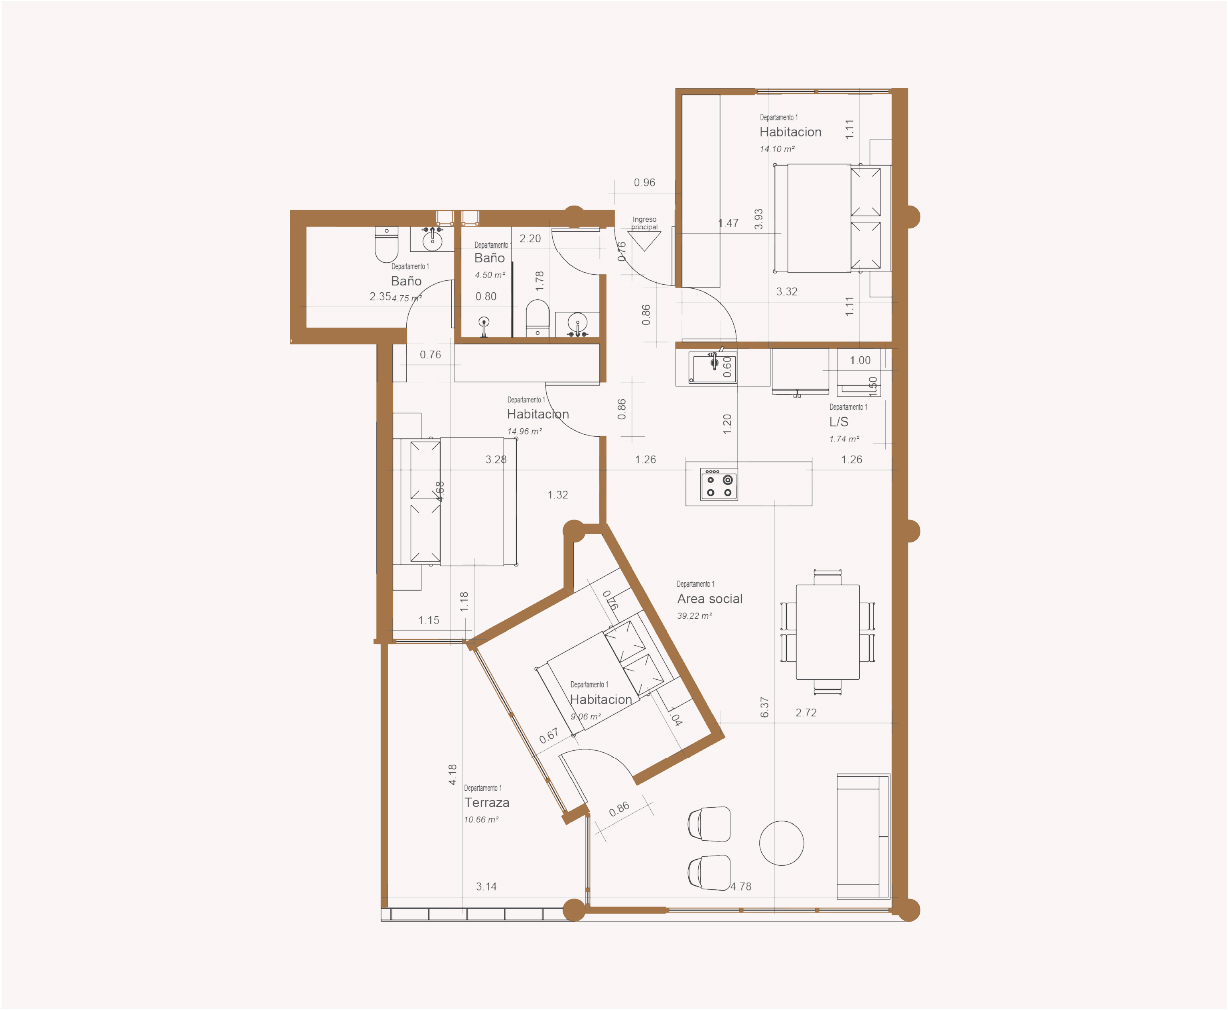 Departamento 1
Habitacion
14.10 m²
1.11
0.96
Ingreso
principal
1.47
3.93
3.32
1.11
0.76
0.86
2.20
Departamento 1
Baño
4.50 m²
1.78
0.80
Departamento 1
Baño
2.35
4.75 m²
0.76
0.60
1.00
1.50
Departamento 1
Habitacion
14.96 m²
0.86
1.20
Departamento 1
L/S
1.74 m²
3.28
1.26
1.26
4.68
1.32
1.18
1.15
0.76
Departamento 1
Area social
39.22 m²
Departamento 1
Habitacion
9.06 m²
1.04
0.67
6.37
2.72
4.18
Departamento 1
Terraza
10.66 m²
0.86
3.14
4.78